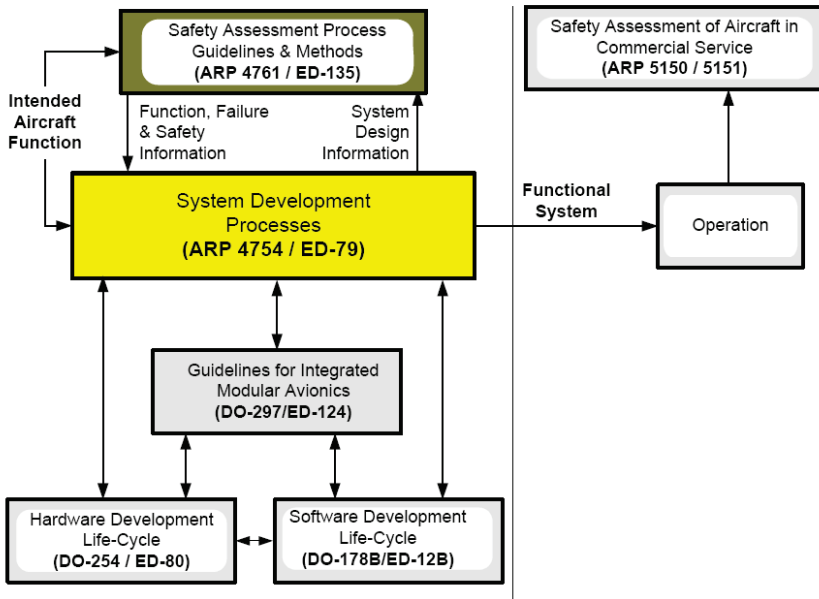 Safety Assessment Process
Guidelines & Methods
(ARP 4761 / ED-135)
Safety Assessment of Aircraft in
Commercial Service
(ARP 5150 / 5151)
Intended
Aircraft
Function
Function, Failure
& Safety
Information
System
Design
Information
System Development
Processes
(ARP 4754 / ED-79)
Functional
System
Operation
Guidelines for Integrated
Modular Avionics
(DO-297/ED-124)
Hardware Development
Life-Cycle
(DO-254 / ED-80)
Software Development
Life-Cycle
(DO-178B/ED-12B)